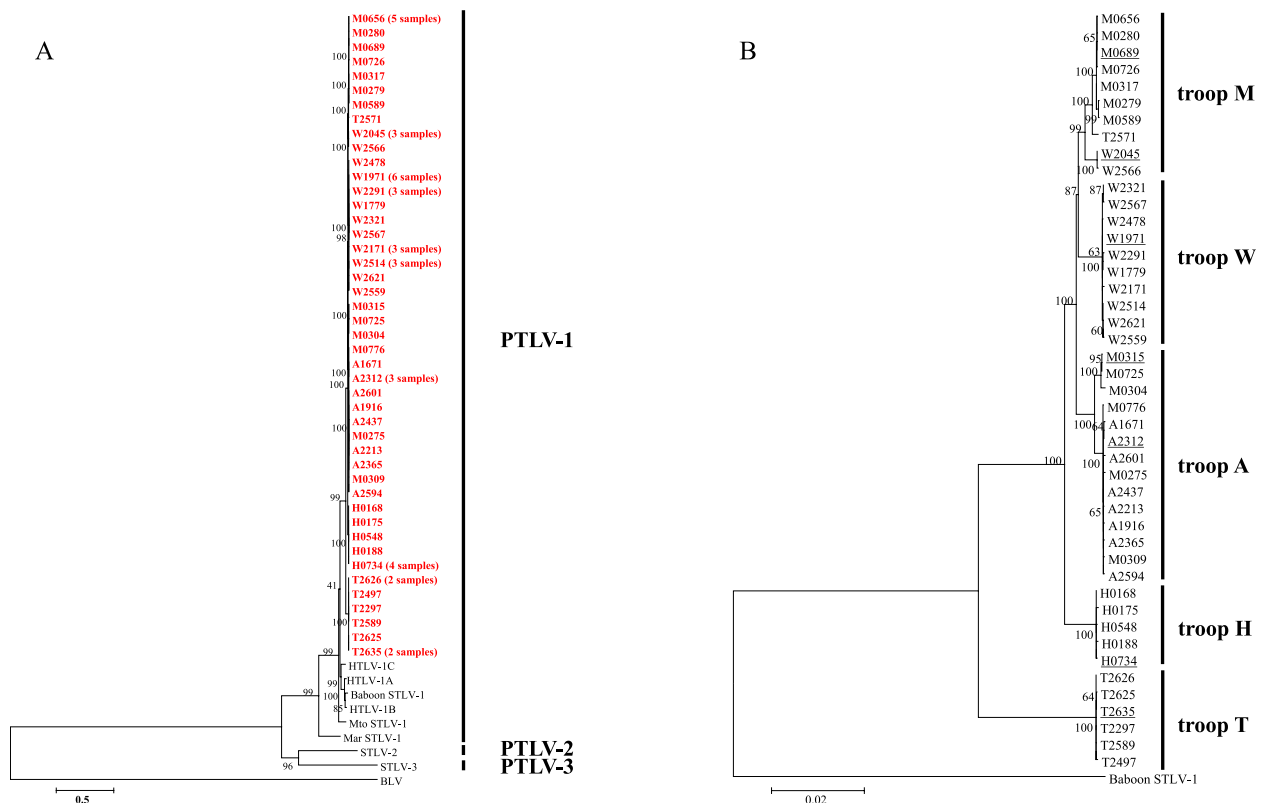 A
M0656 (5 samples)
M0280
M0689
M0726
M0317
M0279
M0589
T2571
W2045 (3 samples)
W2566
W2478
W1971 (6 samples)
W2291 (3 samples)
W1779
W2321
W2567
W2171 (3 samples)
W2514 (3 samples)
W2621
W2559
M0315
M0725
M0304
M0776
A1671
A2312 (3 samples)
A2601
A1916
A2437
M0275
A2213
A2365
M0309
A2594
H0168
H0175
H0548
H0188
H0734 (4 samples)
T2626 (2 samples)
T2497
T2297
T2589
T2625
T2635 (2 samples)
HTLV-1C
HTLV-1A
Baboon STLV-1
HTLV-1B
Mto STLV-1
Mar STLV-1
STLV-2
STLV-3
BLV
100
100
100
100
100
98
100
100
100
100
99
100
41
100
99
99
100
85
99
96
PTLV-1
PTLV-2
PTLV-3
0.5
B
M0656
M0280
M0689
M0726
M0317
M0279
M0589
T2571
W2045
W2566
W2321
W2567
W2478
W1971
W2291
W1779
W2171
W2514
W2621
W2559
M0315
M0725
M0304
M0776
A1671
A2312
A2601
M0275
A2437
A2213
A1916
A2365
M0309
A2594
H0168
H0175
H0548
H0188
H0734
T2626
T2625
T2635
T2297
T2589
T2497
Baboon STLV-1
65
100
100
99
99
100
87
87
63
100
100
60
95
100
100
64
100
100
65
100
64
100
troop M
troop W
troop A
troop H
troop T
0.02